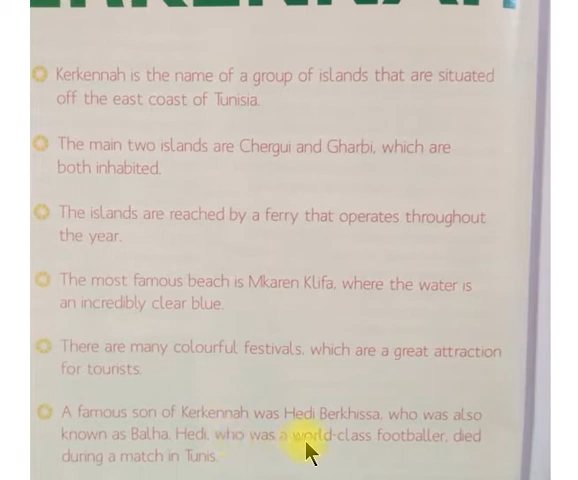 Kerkennah is the name of a group of islands that are situated
off the east coast of Tunisia.
The main two islands are Chergui and Gharbi, which are
both inhabited.
The islands are reached by a ferry that operates throughout
the year.
The most famous beach is Mkaren Klifa, where the water is
an incredibly clear blue.
There are many colourful festivals, which are a great attraction
for tourists.
A famous son of Kerkennah was Hedi Berkhissa, who was also
known as Balha. Hedi, who was a world-class footballer, died
during a match in Tunis.